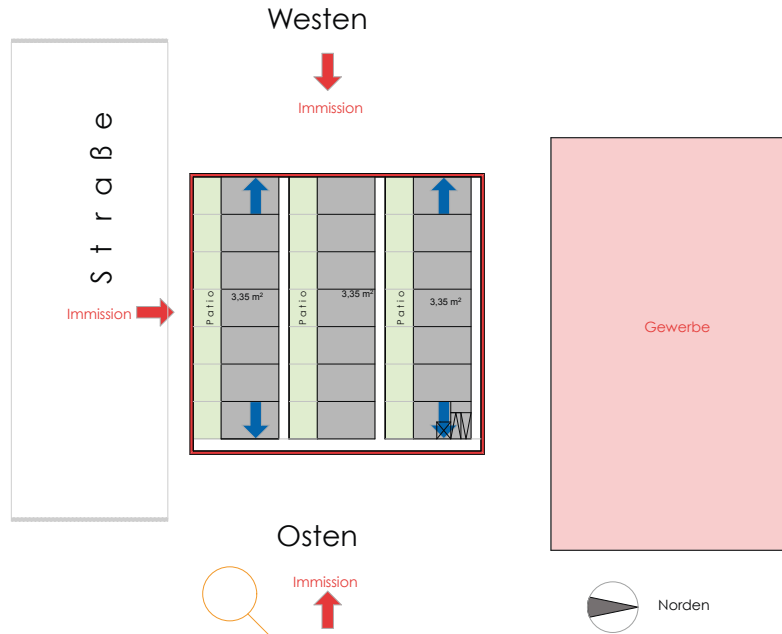 Westen
Immission
Straße
Immission
Patio
3,35 m²
Patio
3,35 m²
Patio
3,35 m²
Gewerbe
Osten
Immission
Norden